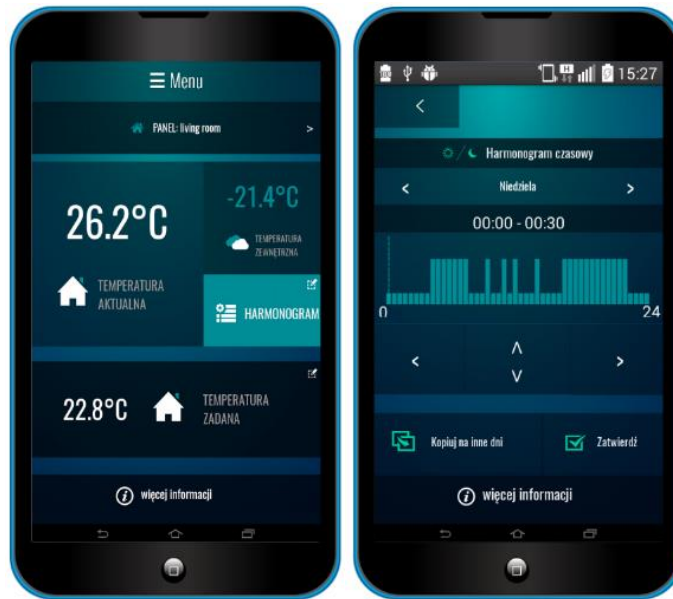 Menu
PANEL: living room >
26.2°C
TEMPERATURA
AKTUALNA
-21.4°C
TEMPERATURA
ZEWNĘTRZNA
HARMONOGRAM
22.8°C
TEMPERATURA
ZADANA
więcej informacji
15:27
<
Harmonogram czasowy
< Niedziela >
00:00 - 00:30
0 24
< >
Kopiuj na inne dni
Zatwierdź
więcej informacji